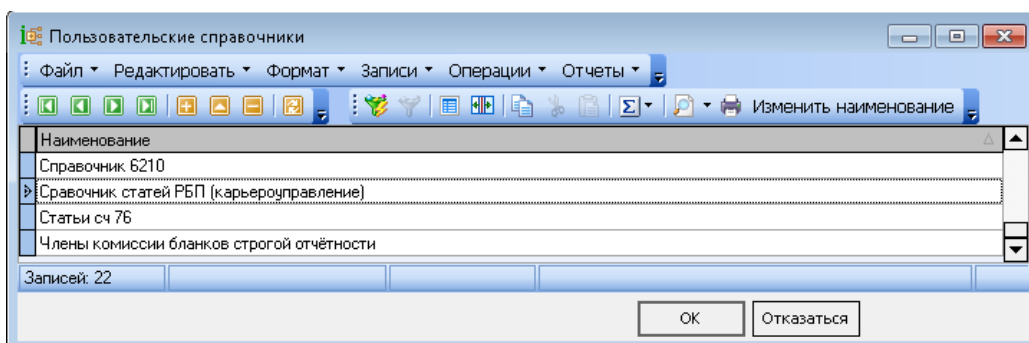 Пользовательские справочники
Файл Редактировать Формат Записи Операции Отчеты
Изменить наименование
Наименование
Справочник 6210
Сравочник статей РБП (карьероуправление)
Статьи сч 76
Члены комиссии бланков строгой отчётности
Записей: 22
ОК Отказаться